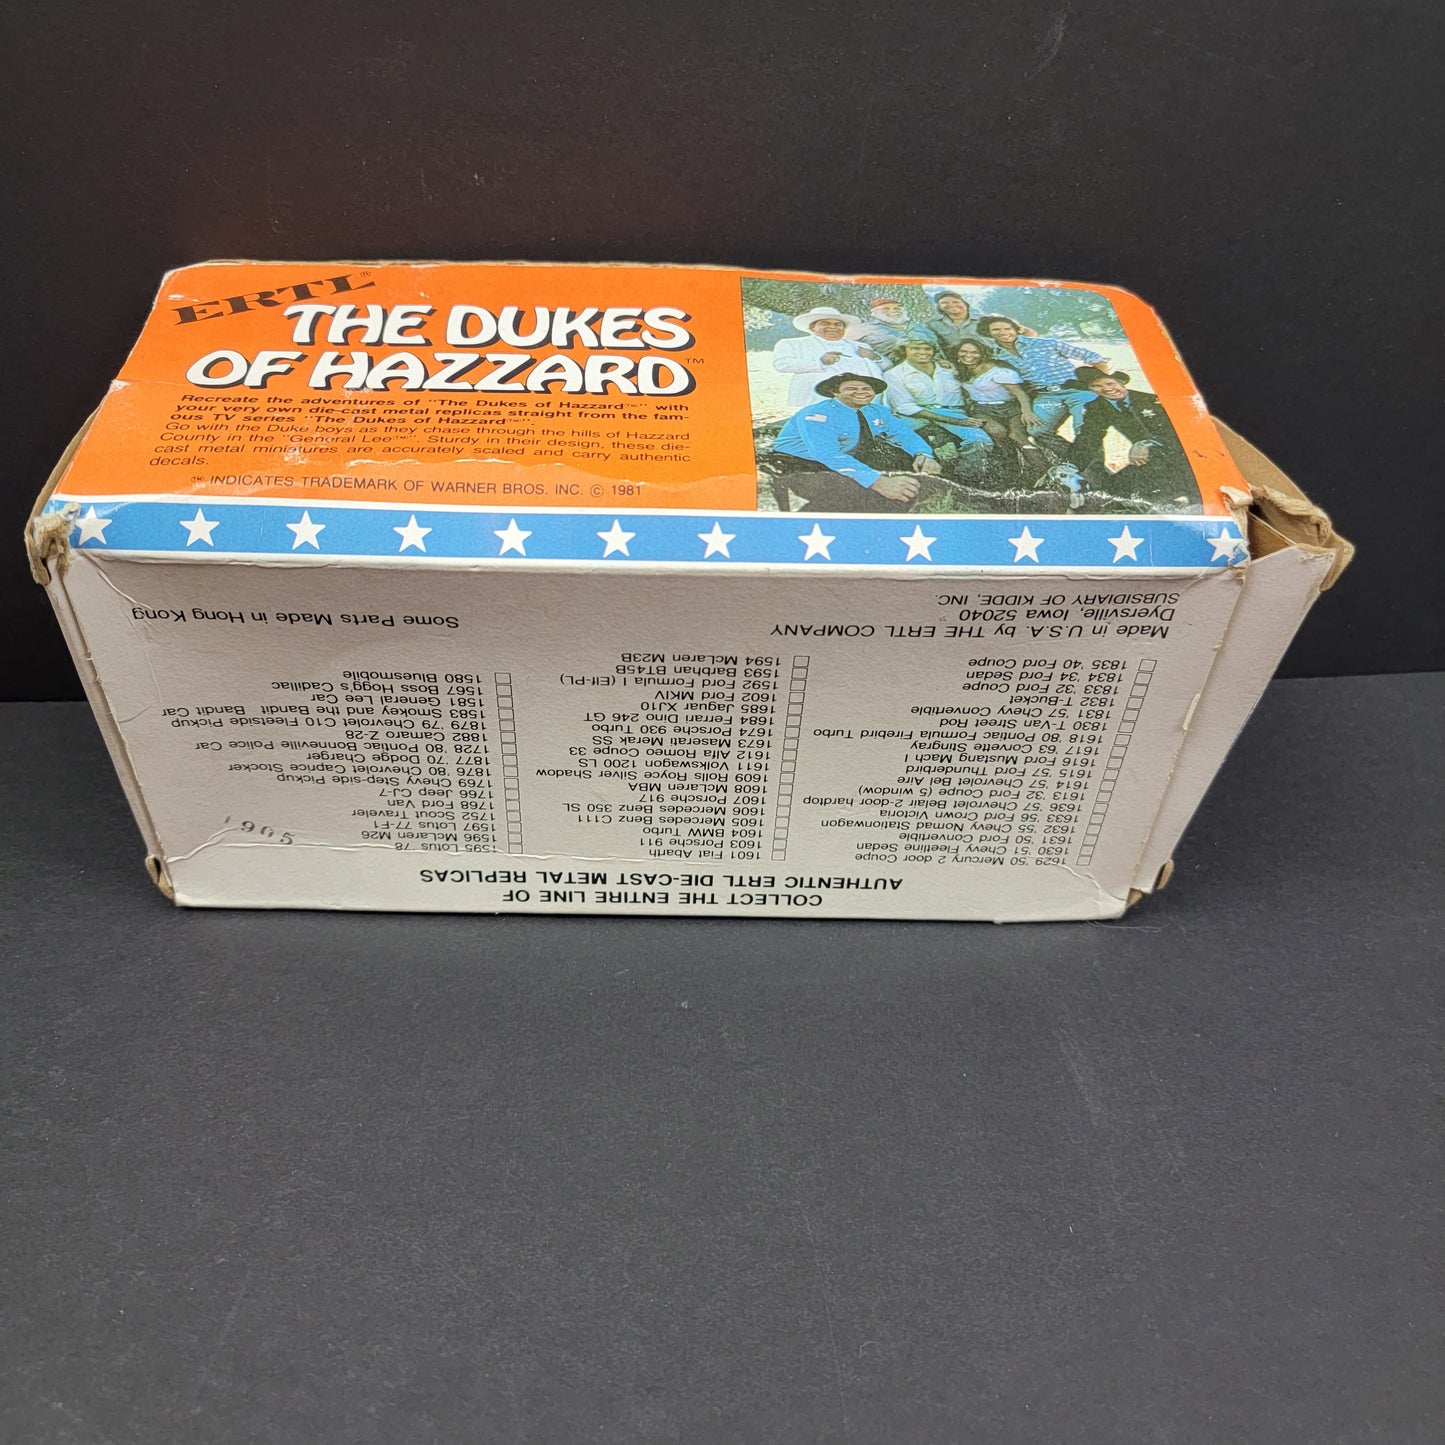 ERTL®
THE DUKES
OF HAZZARD™
Recreate the adventures of "The Dukes of Hazzard™" with
your very own die-cast metal replicas straight from the fam-
ous TV series "The Dukes of Hazzard™".
Go with the Duke boys as they chase through the hills of Hazzard
County in the "General Lee™". Sturdy in their design, these die-
cast metal miniatures are accurately scaled and carry authentic
decals.
(™) INDICATES TRADEMARK OF WARNER BROS. INC. © 1981
COLLECT THE ENTIRE LINE OF
AUTHENTIC ERTL DIE-CAST METAL REPLICAS
1629 '50 Mercury 2 door Coupe
1630 '51 Chevy Fleetline Sedan
1631 '50 Ford Convertible
1632 '55 Chevy Nomad Stationwagon
1633 '56 Ford Crown Victoria
1636 '57 Chevrolet Belair 2-door hardtop
1613 '32 Ford Coupe (5 window)
1614 '57 Chevrolet Bel Aire
1615 '57 Ford Thunderbird
1616 Ford Mustang Mach I
1617 '63 Corvette Stingray
1618 '80 Pontiac Formula Firebird Turbo
1830 T-Van Street Rod
1831 '57 Chevy Convertible
1832 T-Bucket
1833 '32 Ford Coupe
1834 '34 Ford Sedan
1835 '40 Ford Coupe
1601 Fiat Abarth
1603 Porsche 911
1604 BMW Turbo
1605 Mercedes Benz C111
1606 Mercedes Benz 350 SL
1607 Porsche 917
1608 McLaren MBA
1609 Rolls Royce Silver Shadow
1611 Volkswagon 1200 LS
1612 Alfa Romeo Coupe 33
1673 Maserati Merak SS
1674 Porsche 930 Turbo
1684 Ferrari Dino 246 GT
1685 Jaguar XJ10
1602 Ford MKIV
1592 Ford Formula I (Elf-PL)
1593 Barbhan BT45B
1594 McLaren M23B
1595 Lotus '78
1596 McLaren M26
1597 Lotus 77-F1
1752 Scout Traveler
1768 Ford Van
1766 Jeep CJ-7
1769 Chevy Step-side Pickup
1876 '80 Chevrolet Caprice Stocker
1877 '70 Dodge Charger
1728 '80 Pontiac Bonneville Police Car
1882 Camaro Z-28
1879 '79 Chevrolet C10 Fleetside Pickup
1583 Smokey and the Bandit Bandit Car
1581 General Lee Car
1567 Boss Hogg's Cadillac
1580 Bluesmobile
Made in U.S.A. by THE ERTL COMPANY
Dyersville, Iowa 52040
SUBSIDIARY OF KIDDE, INC.
Some Parts Made in Hong Kong